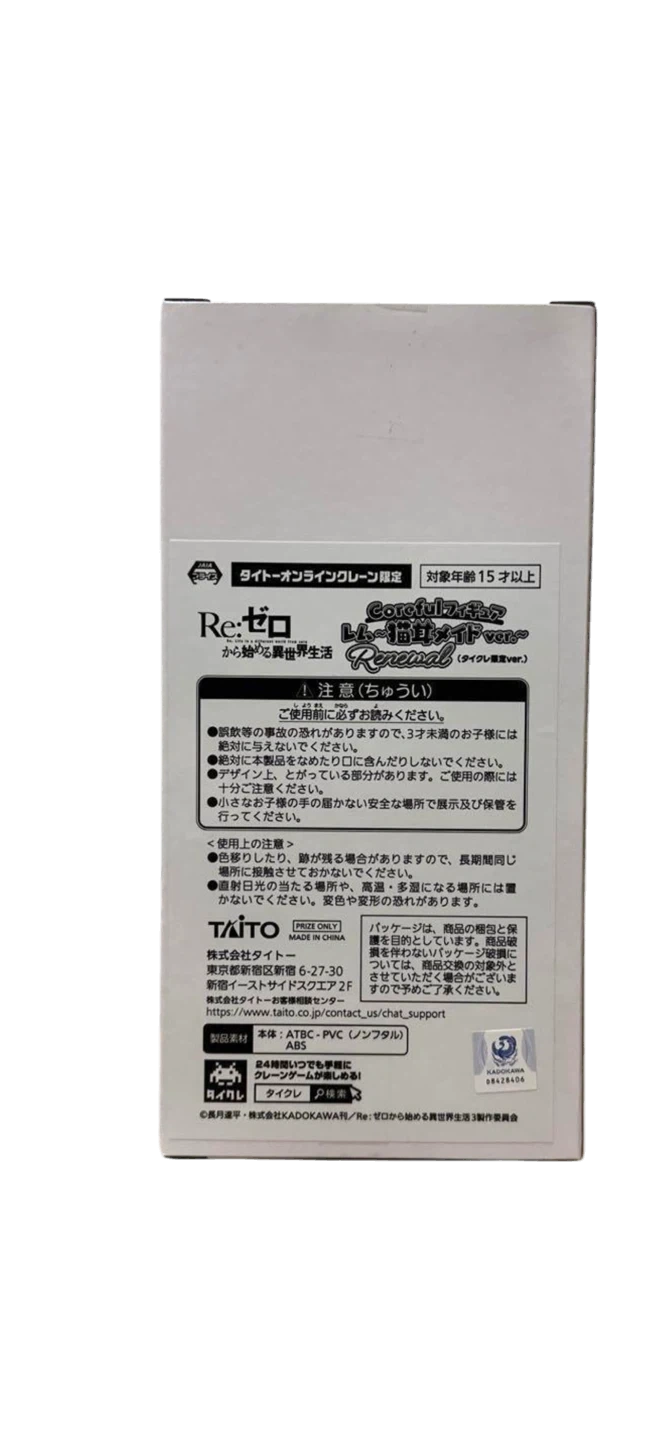 JAIA
プライズ
タイトーオンラインクレーン限定
対象年齢15才以上
Re:ゼロ
Re: Life in a different world from zero
から始める異世界生活
Corefulフィギュア
レム~猫耳メイドver.~
Renewal (タイクレ限定ver.)
注意(ちゅうい)
ご使用前に必ずお読みください。
●誤飲等の事故の恐れがありますので、3才未満のお子様には
絶対に与えないでください。
●絶対に本製品をなめたり口に含んだりしないでください。
●デザイン上、とがっている部分があります。ご使用の際には
十分ご注意ください。
●小さなお子様の手の届かない安全な場所で展示及び保管を
行ってください。
<使用上の注意>
●色移りしたり、跡が残る場合がありますので、長期間同じ
場所に接触させておかないでください。
●直射日光の当たる場所や、高温・多湿になる場所には置
かないでください。変色や変形の恐れがあります。
TAITO
PRIZE ONLY
MADE IN CHINA
株式会社タイトー
東京都新宿区新宿6-27-30
新宿イーストサイドスクエア2F
株式会社タイトーお客様相談センター
https://www.taito.co.jp/contact_us/chat_support
パッケージは、商品の梱包と保
護を目的としています。商品破
損を伴わないパッケージ破損に
ついては、商品交換の対象外と
させていただく場合がございま
すので予めご了承ください。
製品素材
本体:ATBC-PVC(ノンフタル)
ABS
タイクレ
24時間いつでも手軽に
クレーンゲームが楽しめる!
タイクレ
検索
KADOKAWA
D8428406
©長月達平・株式会社KADOKAWA刊/Re:ゼロから始める異世界生活3製作委員会